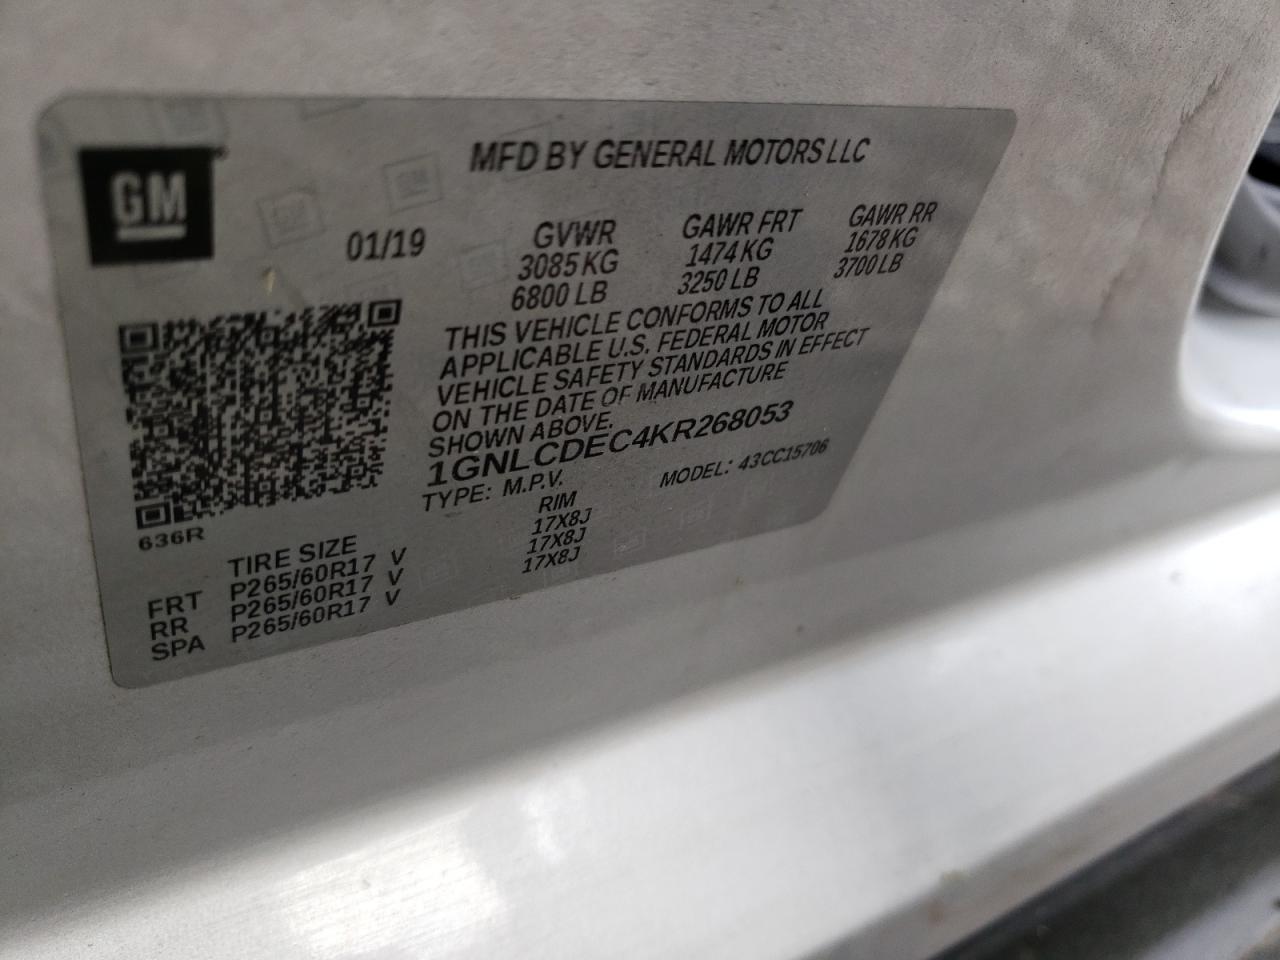 GM
MFD BY GENERAL MOTORS LLC
01/19
GVWR
3085 KG
6800 LB
GAWR FRT
1474 KG
3250 LB
GAWR RR
1678 KG
3700 LB
THIS VEHICLE CONFORMS TO ALL
APPLICABLE U.S. FEDERAL MOTOR
VEHICLE SAFETY STANDARDS IN EFFECT
ON THE DATE OF MANUFACTURE
SHOWN ABOVE.
1GNLCDEC4KR268053
TYPE: M.P.V. MODEL: 43CC15706
636R
TIRE SIZE RIM
FRT P265/60R17 V 17X8J
RR P265/60R17 V 17X8J
SPA P265/60R17 V 17X8J